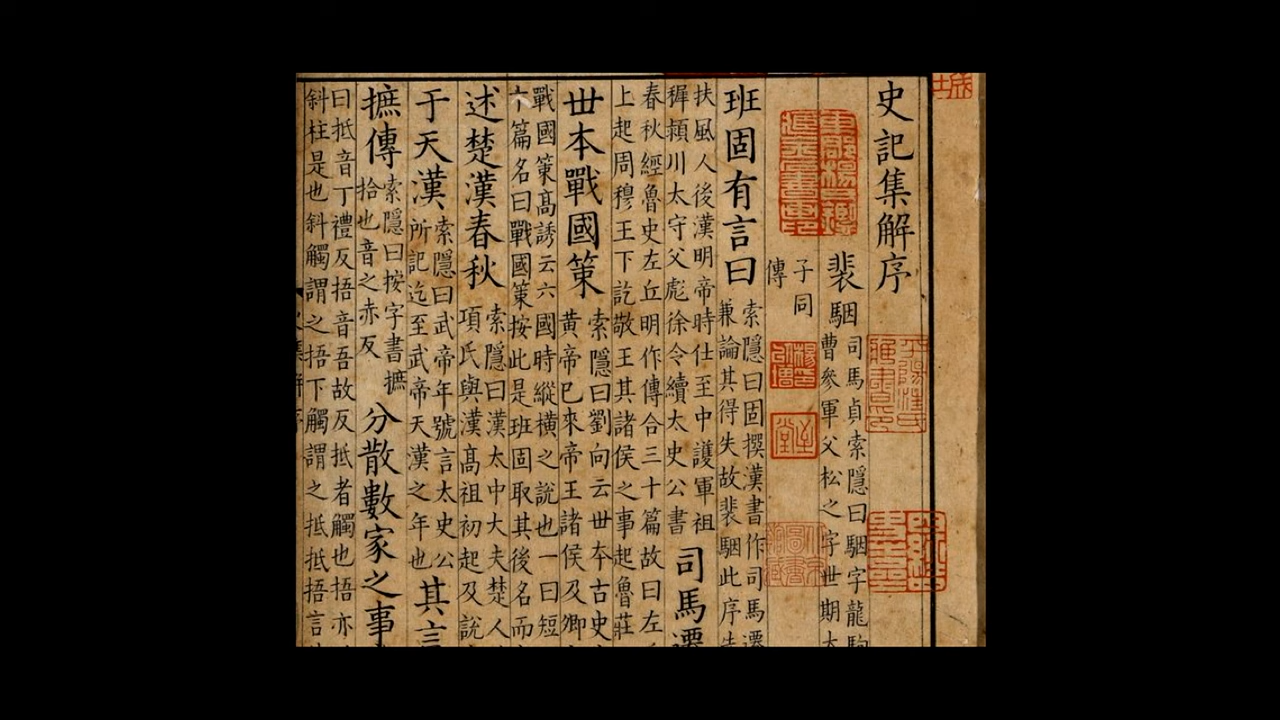 史記集解序
裴駰
司馬貞索隱曰駰字龍駒
曹參軍父松之字世期
子同
傳
班固有言曰
索隱曰固撰漢書作司馬遷
兼論其得失故裴駰此序先
扶風人後漢明帝時仕至中護軍祖
穉頴川太守父彪徐令續太史公書
司馬遷
春秋經魯史左丘明作傳合三十篇故曰左
上起周穆王下訖敬王其諸侯之事起魯莊
丗本戰國策
索隱曰劉向云丗夲古史
黄帝已來帝王諸侯及卿
戰國策髙誘云六國時縱横之說也一曰短
六篇名曰戰國策按此是班固取其後名而
述楚漢春秋
索隱曰漢太中大夫楚人
項氏與漢髙祖初起及說
于天漢
索隱曰武帝年號言太史公
所記迄至武帝天漢之年也
其言
摭傳
索隱曰按字書摭
拾也音之赤反
分散數家之事
曰抵音丁禮反捂音吾故反抵者觸也捂亦
斜柱是也斜觸謂之捂下觸謂之抵抵捂言